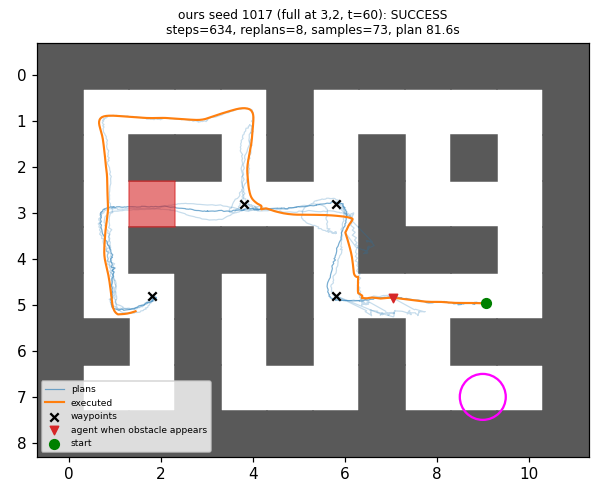 ours seed 1017 (full at 3,2, t=60): SUCCESS
steps=634, replans=8, samples=73, plan 81.6s
0
1
2
3
4
5
6
7
8
plans
executed
waypoints
agent when obstacle appears
start
0 2 4 6 8 10